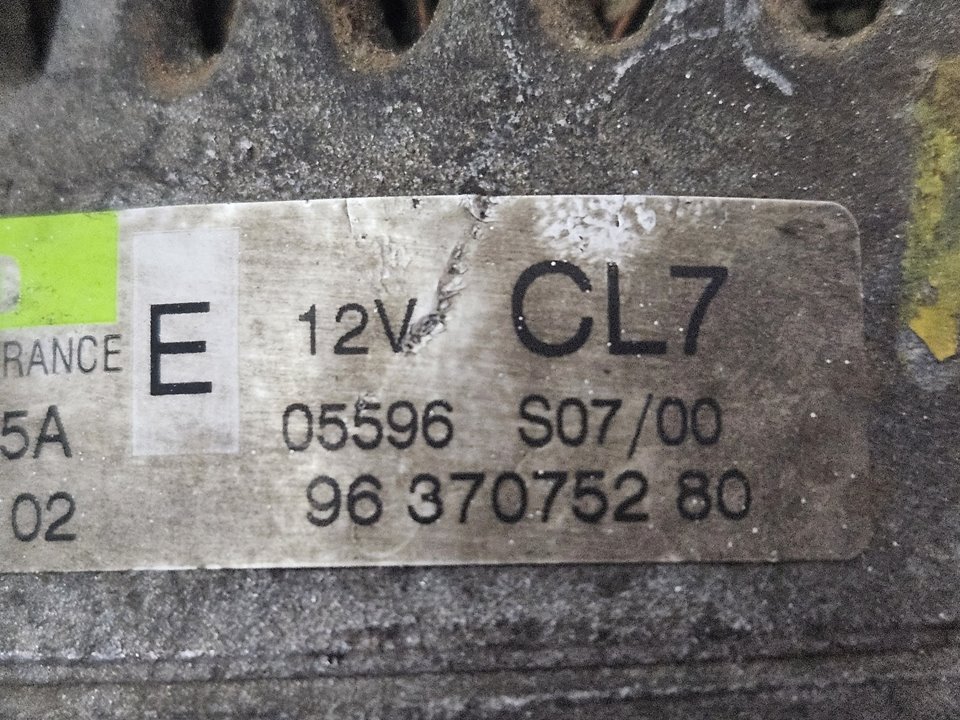 E 12V CL7
RANCE
5A 05596 S07/00
02 96 370752 80